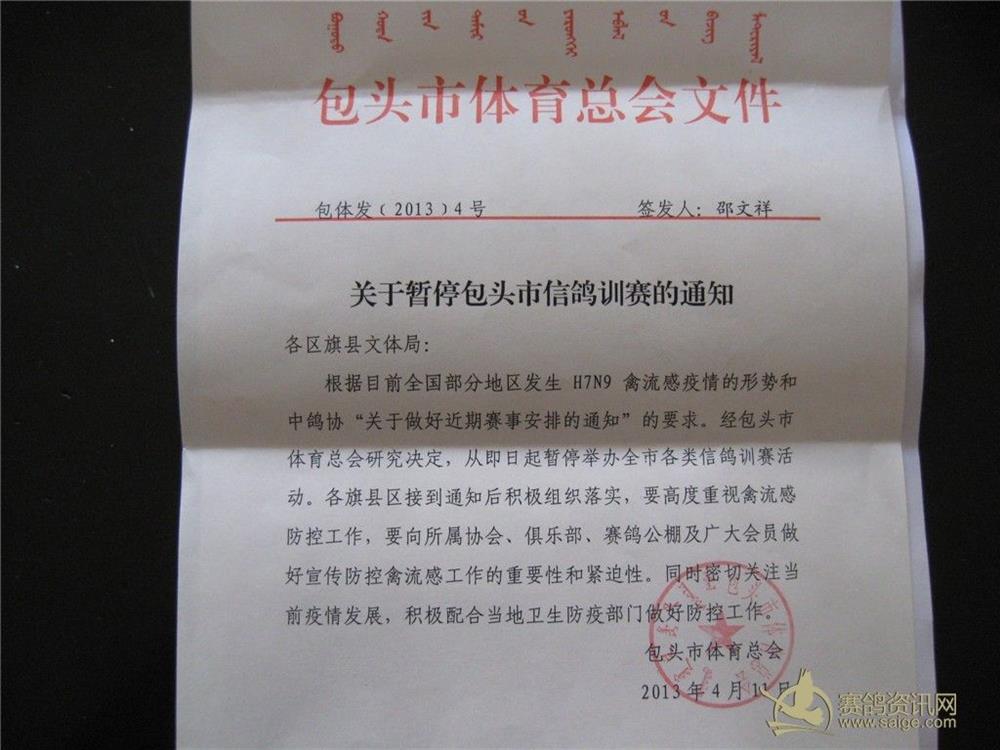 包头市体育总会文件
包体发〔2013〕4号 签发人：邵文祥
关于暂停包头市信鸽训赛的通知
各区旗县文体局：
根据目前全国部分地区发生 H7N9 禽流感疫情的形势和
中鸽协“关于做好近期赛事安排的通知”的要求。经包头市
体育总会研究决定，从即日起暂停举办全市各类信鸽训赛活
动。各旗县区接到通知后积极组织落实，要高度重视禽流感
防控工作，要向所属协会、俱乐部、赛鸽公棚及广大会员做
好宣传防控禽流感工作的重要性和紧迫性。同时密切关注当
前疫情发展，积极配合当地卫生防疫部门做好防控工作。
包头市体育总会
2013 年 4 月 11 日
赛鸽资讯网
www.saige.com